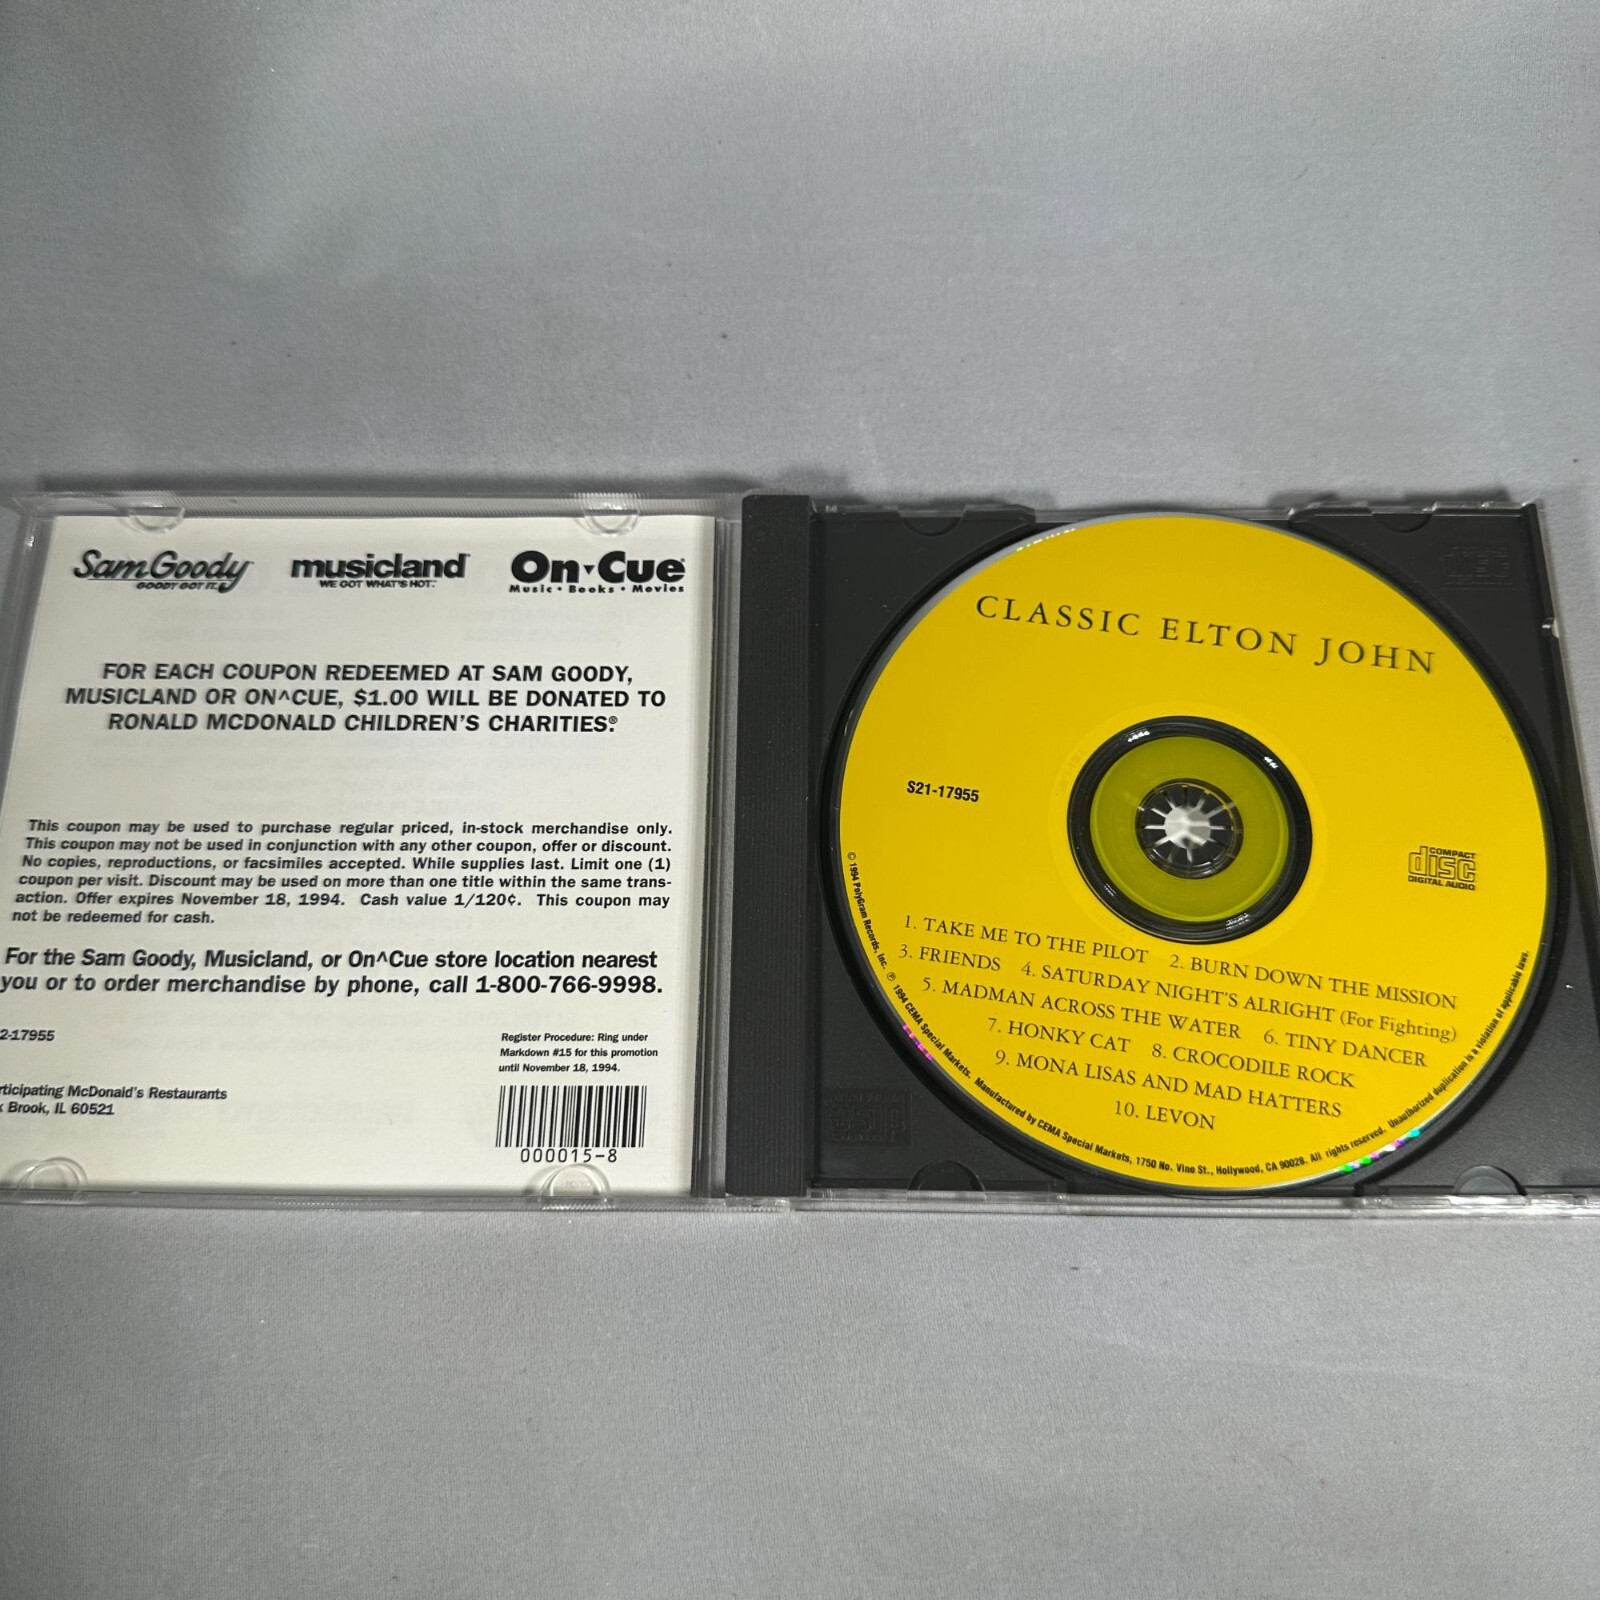 Sam Goody
GOODY GOT IT.
musicland
WE GOT WHAT'S HOT.
On Cue
Music • Books • Movies
FOR EACH COUPON REDEEMED AT SAM GOODY,
MUSICLAND OR ON^CUE, $1.00 WILL BE DONATED TO
RONALD MCDONALD CHILDREN'S CHARITIES.®
This coupon may be used to purchase regular priced, in-stock merchandise only.
This coupon may not be used in conjunction with any other coupon, offer or discount.
No copies, reproductions, or facsimiles accepted. While supplies last. Limit one (1)
coupon per visit. Discount may be used on more than one title within the same trans-
action. Offer expires November 18, 1994. Cash value 1/120¢. This coupon may
not be redeemed for cash.
For the Sam Goody, Musicland, or On^Cue store location nearest
you or to order merchandise by phone, call 1-800-766-9998.
2-17955
rticipating McDonald's Restaurants
k Brook, IL 60521
Register Procedure: Ring under
Markdown #15 for this promotion
until November 18, 1994.
000015-8
CLASSIC ELTON JOHN
S21-17955
COMPACT
disc
DIGITAL AUDIO
1. TAKE ME TO THE PILOT 2. BURN DOWN THE MISSION
3. FRIENDS 4. SATURDAY NIGHT'S ALRIGHT (For Fighting)
5. MADMAN ACROSS THE WATER 6. TINY DANCER
7. HONKY CAT 8. CROCODILE ROCK
9. MONA LISAS AND MAD HATTERS
10. LEVON
© 1994 PolyGram Records, Inc. ℗ 1994 CEMA Special Markets. Manufactured by CEMA Special Markets, 1750 No. Vine St., Hollywood, CA 90028. All rights reserved. Unauthorized duplication is a violation of applicable laws.